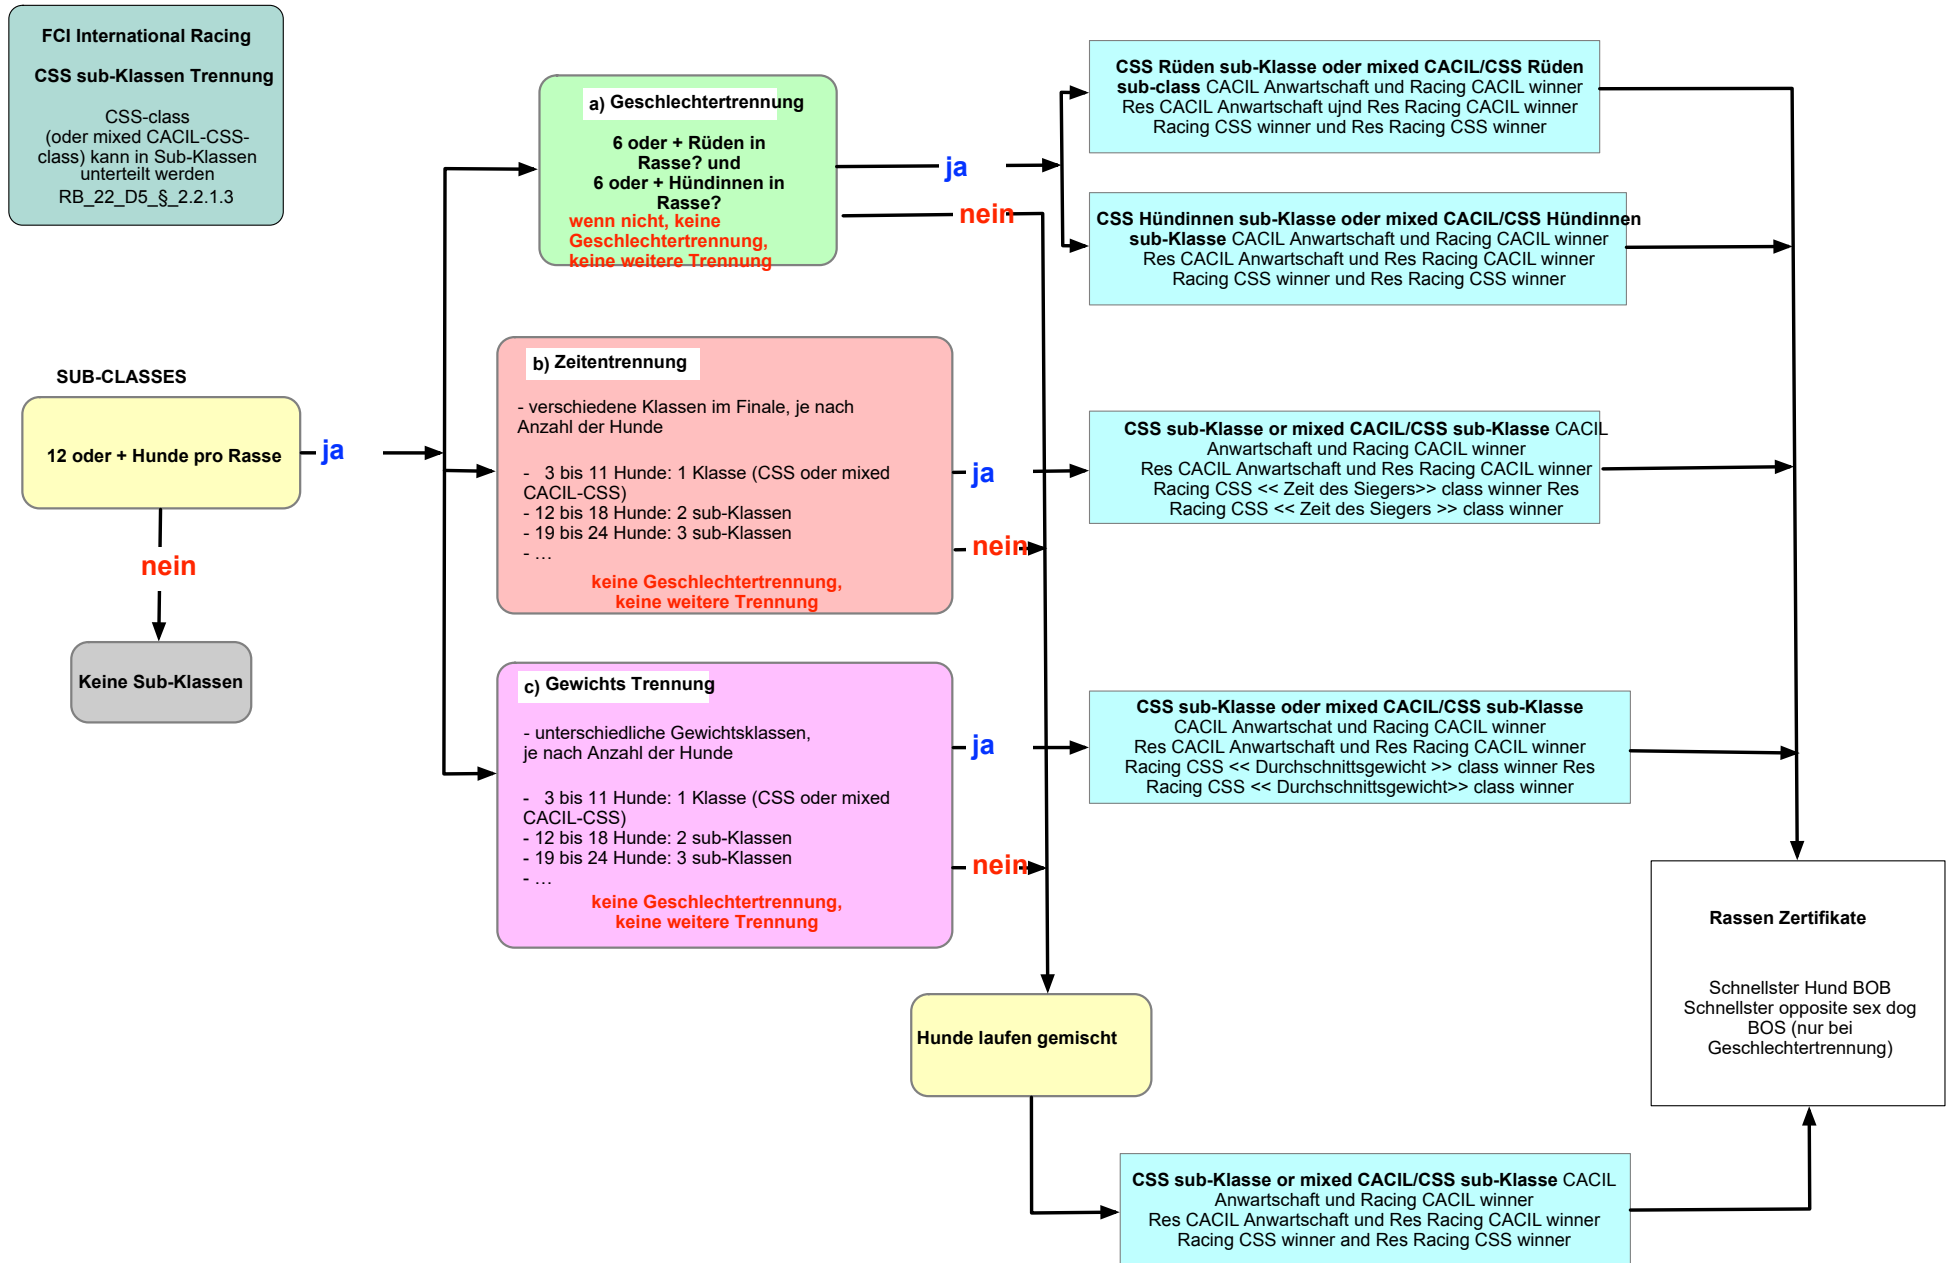 FCI International Racing
CSS sub-Klassen Trennung
CSS-class
(oder mixed CACIL-CSS-
class) kann in Sub-Klassen
unterteilt werden
RB_22_D5_§_2.2.1.3
SUB-CLASSES
12 oder + Hunde pro Rasse
ja
nein
Keine Sub-Klassen
a) Geschlechtertrennung
6 oder + Rüden in
Rasse? und
6 oder + Hündinnen in
Rasse?
wenn nicht, keine
Geschlechtertrennung,
keine weitere Trennung
ja
nein
b) Zeitentrennung
- verschiedene Klassen im Finale, je nach
Anzahl der Hunde
- 3 bis 11 Hunde: 1 Klasse (CSS oder mixed
CACIL-CSS)
- 12 bis 18 Hunde: 2 sub-Klassen
- 19 bis 24 Hunde: 3 sub-Klassen
- …
keine Geschlechtertrennung,
keine weitere Trennung
ja
nein
c) Gewichts Trennung
- unterschiedliche Gewichtsklassen,
je nach Anzahl der Hunde
- 3 bis 11 Hunde: 1 Klasse (CSS oder mixed
CACIL-CSS)
- 12 bis 18 Hunde: 2 sub-Klassen
- 19 bis 24 Hunde: 3 sub-Klassen
- …
keine Geschlechtertrennung,
keine weitere Trennung
ja
nein
Hunde laufen gemischt
CSS Rüden sub-Klasse oder mixed CACIL/CSS Rüden
sub-class CACIL Anwartschaft und Racing CACIL winner
Res CACIL Anwartschaft ujnd Res Racing CACIL winner
Racing CSS winner und Res Racing CSS winner
CSS Hündinnen sub-Klasse oder mixed CACIL/CSS Hündinnen
sub-Klasse CACIL Anwartschaft und Racing CACIL winner
Res CACIL Anwartschaft und Res Racing CACIL winner
Racing CSS winner und Res Racing CSS winner
CSS sub-Klasse or mixed CACIL/CSS sub-Klasse CACIL
Anwartschaft und Racing CACIL winner
Res CACIL Anwartschaft und Res Racing CACIL winner
Racing CSS << Zeit des Siegers>> class winner Res
Racing CSS << Zeit des Siegers >> class winner
CSS sub-Klasse oder mixed CACIL/CSS sub-Klasse
CACIL Anwartschat und Racing CACIL winner
Res CACIL Anwartschaft und Res Racing CACIL winner
Racing CSS << Durchschnittsgewicht >> class winner Res
Racing CSS << Durchschnittsgewicht>> class winner
CSS sub-Klasse or mixed CACIL/CSS sub-Klasse CACIL
Anwartschaft und Racing CACIL winner
Res CACIL Anwartschaft und Res Racing CACIL winner
Racing CSS winner and Res Racing CSS winner
Rassen Zertifikate
Schnellster Hund BOB
Schnellster opposite sex dog
BOS (nur bei
Geschlechtertrennung)